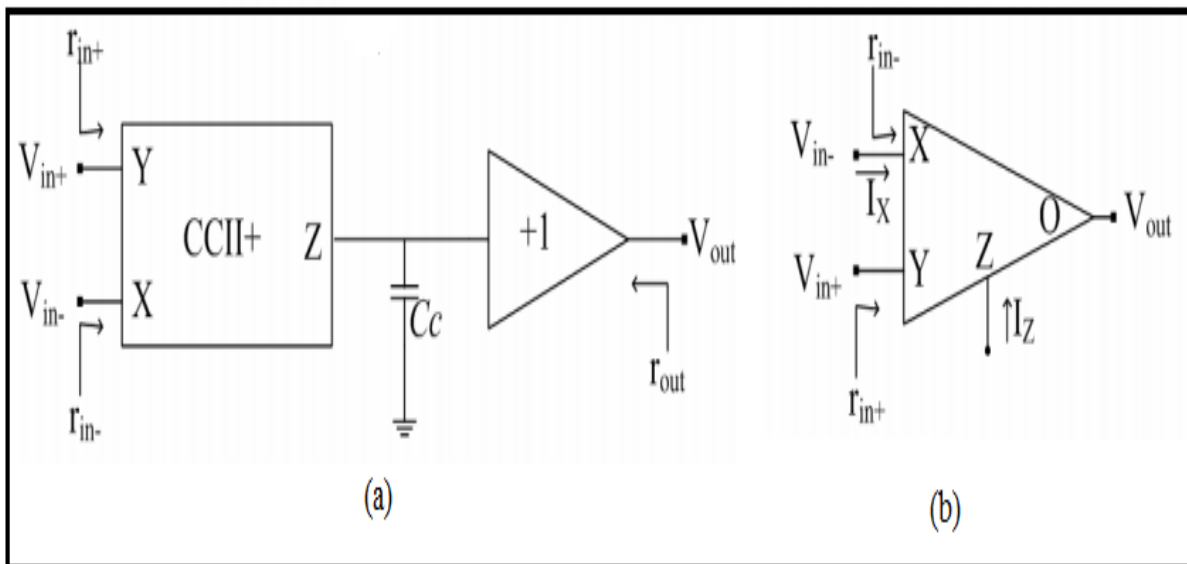 r_in+
V_in+
Y
CCII+
Z
V_in-
X
r_in-
Cc
+1
V_out
r_out
(a)
r_in-
V_in-
X
I_X
O
V_out
V_in+
Y
Z
I_Z
r_in+
(b)